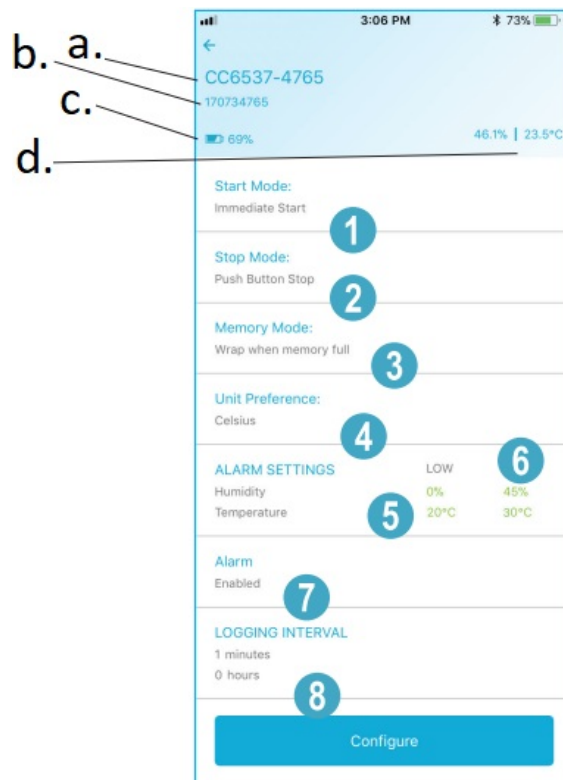 3:06 PM 73%
a.
b.
CC6537-4765
170734765
c.
69% 46.1% | 23.5°C
d.
Start Mode:
Immediate Start
1
Stop Mode:
Push Button Stop
2
Memory Mode:
Wrap when memory full
3
Unit Preference:
Celsius
4
ALARM SETTINGS LOW 6
Humidity 0% 45%
Temperature 5 20°C 30°C
Alarm
Enabled
7
LOGGING INTERVAL
1 minutes
0 hours
8
Configure